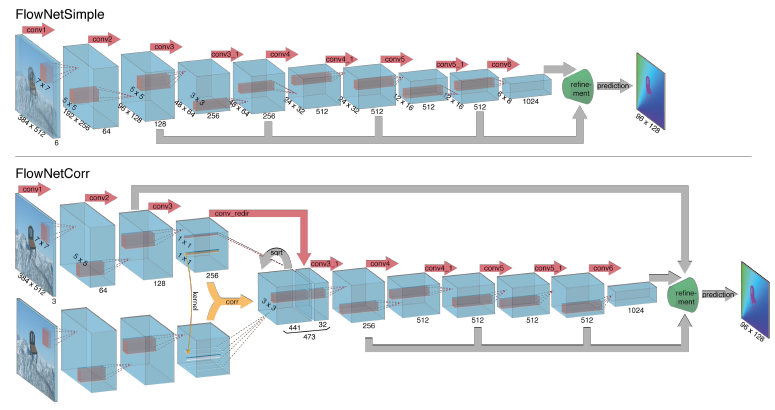 FlowNetSimple
conv1 conv2 conv3 conv3_1 conv4 conv4_1 conv5 conv5_1 conv6
7 x 7 5 x 5 5 x 5 3 x 3
384 x 512 192 x 256 96 x 128 48 x 64 48 x 64 24 x 32 24 x 32 12 x 16 12 x 16 6 x 8
6 64 128 256 256 512 512 512 512 1024
refine-
ment
prediction
96 x 128
FlowNetCorr
conv1 conv2 conv3 conv_redir
7 x 7 5 x 5 1 x 1
1 x 1
384 x 512
3 64 128 256
kernel
corr
sqrt
3 x 3
441 32
473
conv3_1 conv4 conv4_1 conv5 conv5_1 conv6
256 512 512 512 512 1024
refine-
ment
prediction
96 x 128